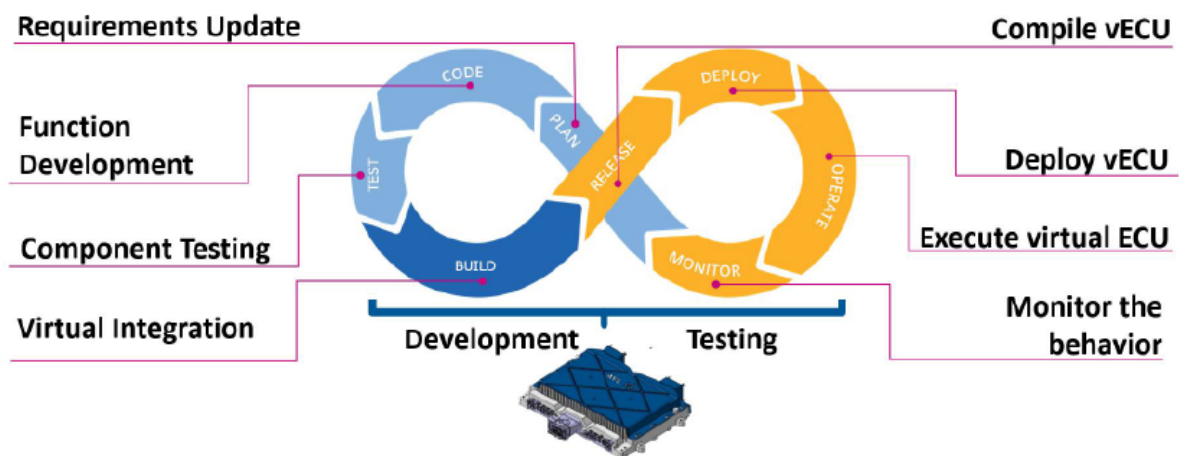 Requirements Update
Compile vECU
CODE
DEPLOY
PLAN
Function
Development
RELEASE
TEST
OPERATE
Deploy vECU
Component Testing
Execute virtual ECU
BUILD
MONITOR
Virtual Integration
Monitor the
behavior
Development
Testing